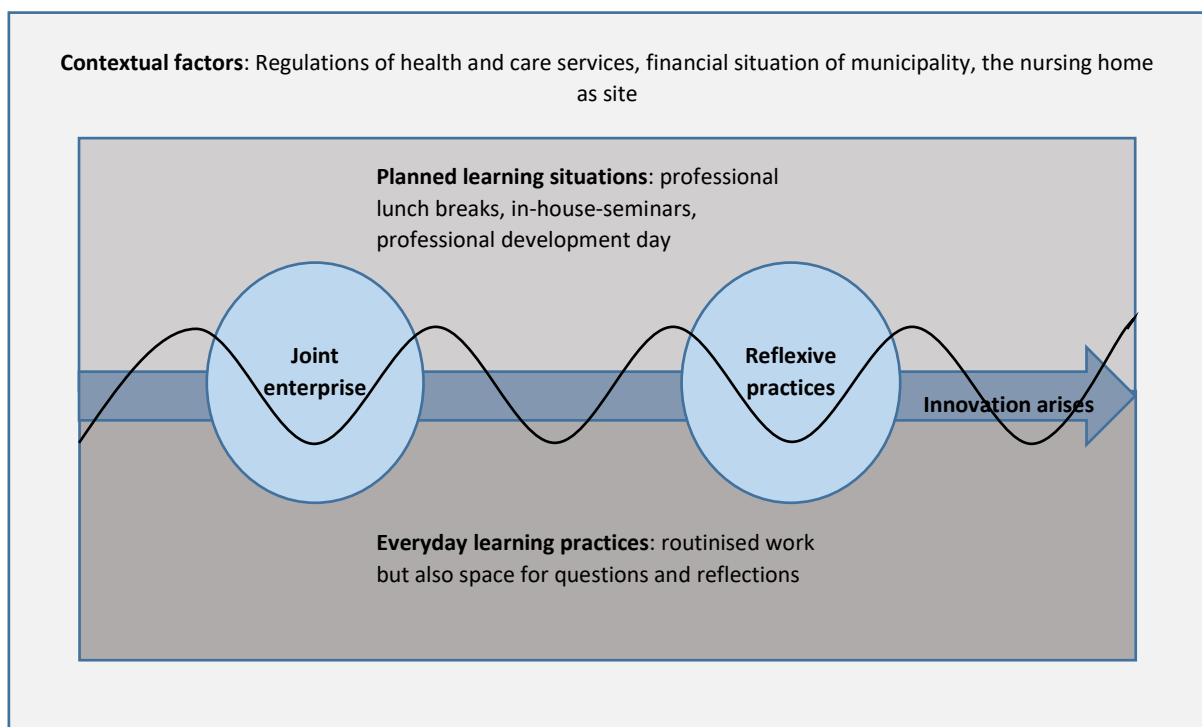 Contextual factors: Regulations of health and care services, financial situation of municipality, the nursing home
as site
Planned learning situations: professional
lunch breaks, in-house-seminars,
professional development day
Joint
enterprise
Reflexive
practices
Innovation arises
Everyday learning practices: routinised work
but also space for questions and reflections